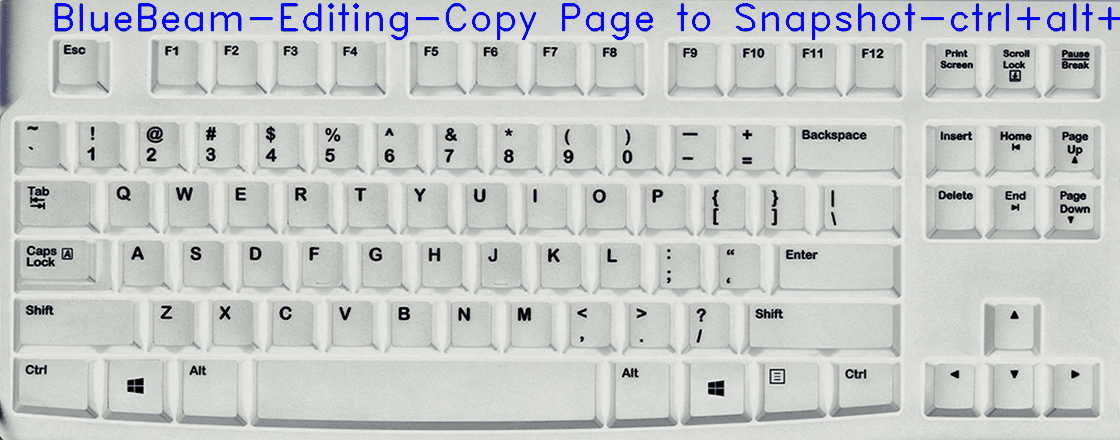 BlueBeam-Editing-Copy Page to Snapshot-ctrl+alt+
Esc F1 F2 F3 F4 F5 F6 F7 F8 F9 F10 F11 F12 Print Screen Scroll Lock Pause Break
~ ` ! 1 @ 2 # 3 $ 4 % 5 ^ 6 & 7 * 8 ( 9 ) 0 — - + = Backspace Insert Home Page Up
Tab Q W E R T Y U I O P { [ } ] | \ Delete End Page Down
Caps Lock A S D F G H J K L : ; “ ‘ Enter
Shift Z X C V B N M < , > . ? / Shift
Ctrl Alt Alt Ctrl